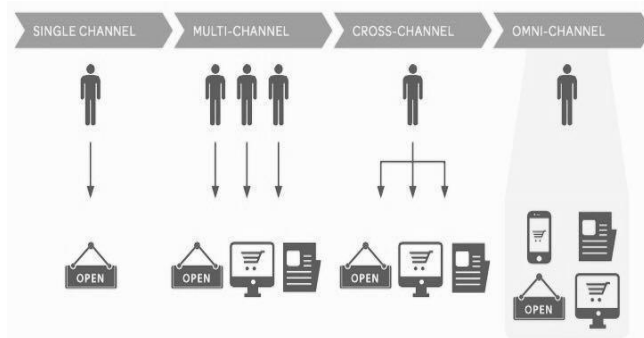 SINGLE CHANNEL
MULTI-CHANNEL
CROSS-CHANNEL
OMNI-CHANNEL
OPEN
OPEN
OPEN
OPEN